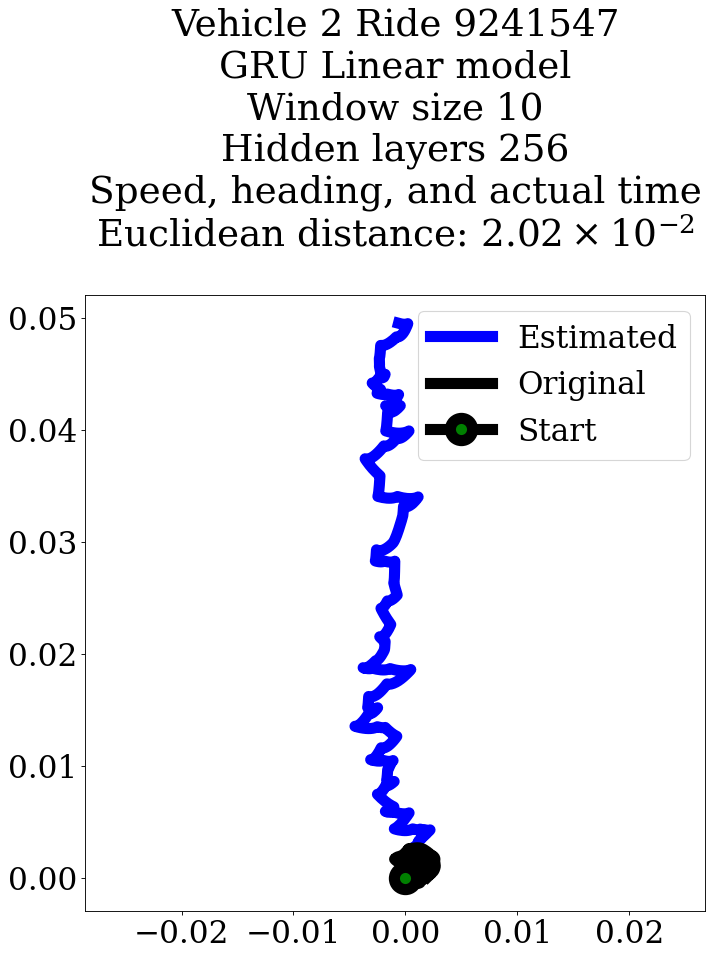 Vehicle 2 Ride 9241547
GRU Linear model
Window size 10
Hidden layers 256
Speed, heading, and actual time
Euclidean distance: 2.02 × 10⁻²
Estimated
Original
Start
0.05
0.04
0.03
0.02
0.01
0.00
−0.02
−0.01
0.00
0.01
0.02